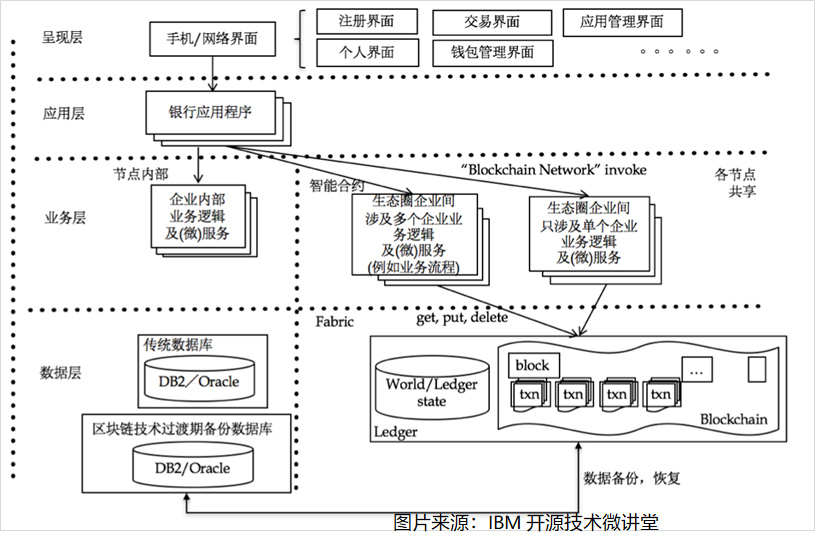 呈现层
手机/网络界面
注册界面
交易界面
应用管理界面
个人界面
钱包管理界面
。。。。。。
应用层
银行应用程序
节点内部
智能合约
“Blockchain Network” invoke
各节点
共享
业务层
企业内部
业务逻辑
及(微)服务
生态圈企业间
涉及多个企业业
务逻辑
及(微)服务
(例如业务流程)
生态圈企业间
只涉及单个企业
业务逻辑
及(微)服务
Fabric
get, put, delete
数据层
传统数据库
DB2／Oracle
区块链技术过渡期备份数据库
DB2/Oracle
World/Ledger
state
Ledger
block
txn
txn
txn
txn
...
Blockchain
数据备份，恢复
图片来源：IBM 开源技术微讲堂